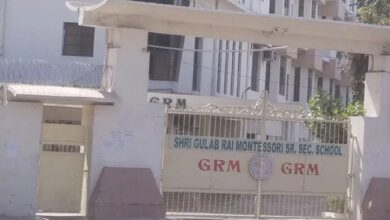 GRM
SHRI GULAB RAI MONTESSORI SR. SEC. SCHOOL
GRM GRM